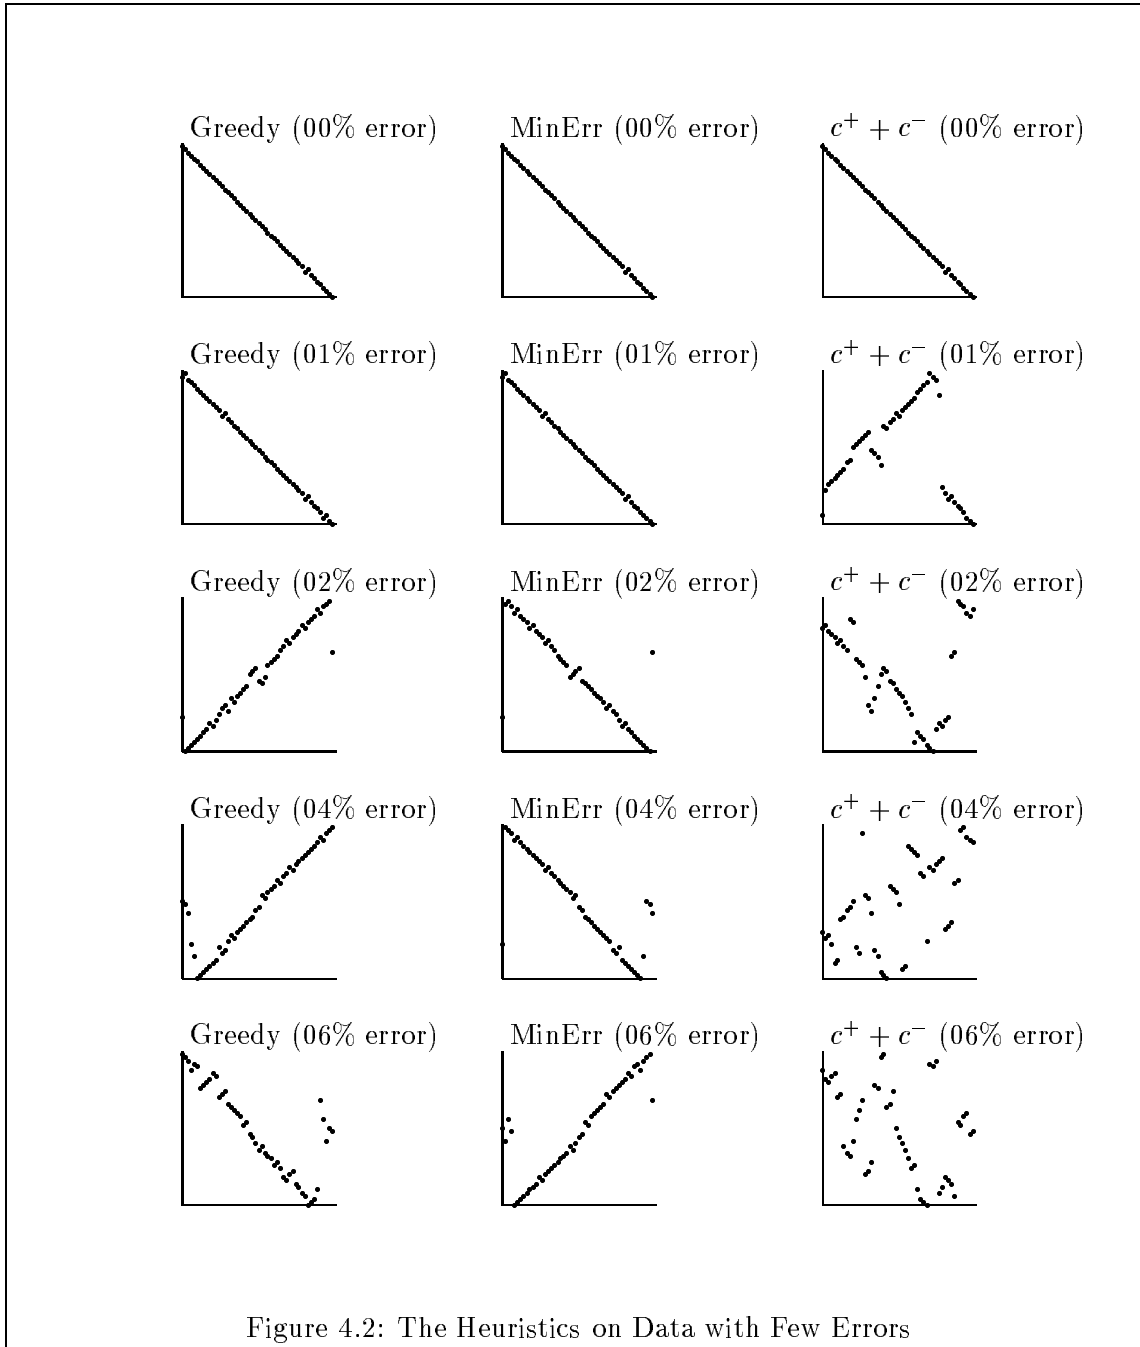 Greedy (00% error) MinErr (00% error) c⁺ + c⁻ (00% error)
Greedy (01% error) MinErr (01% error) c⁺ + c⁻ (01% error)
Greedy (02% error) MinErr (02% error) c⁺ + c⁻ (02% error)
Greedy (04% error) MinErr (04% error) c⁺ + c⁻ (04% error)
Greedy (06% error) MinErr (06% error) c⁺ + c⁻ (06% error)
Figure 4.2: The Heuristics on Data with Few Errors